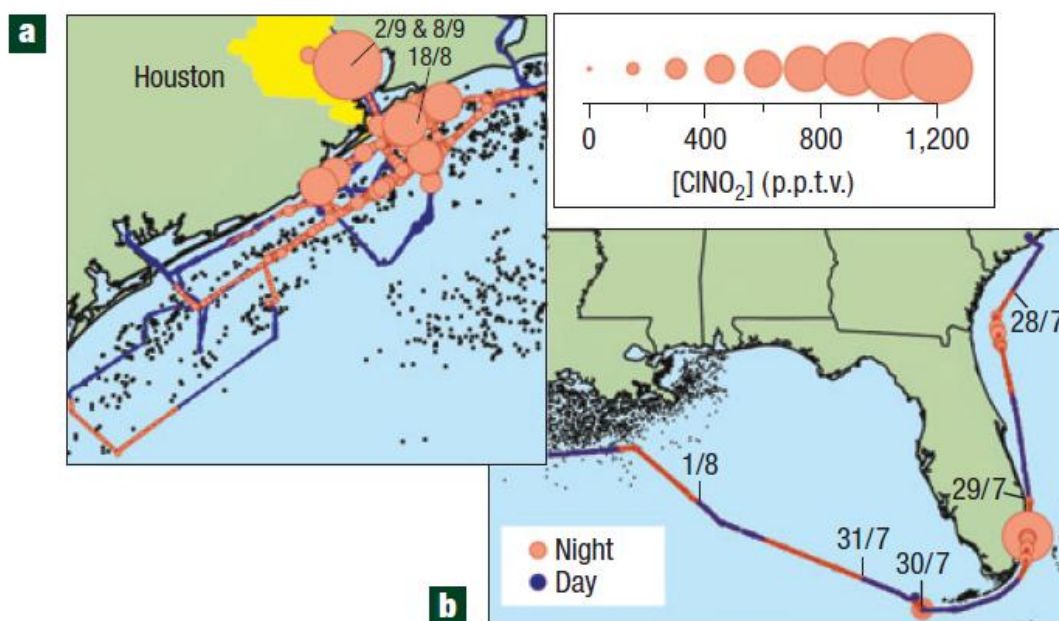 a
2/9 & 8/9
18/8
Houston
0 400 800 1,200
[ClNO₂] (p.p.t.v.)
28/7
29/7
1/8
31/7
30/7
Night
Day
b